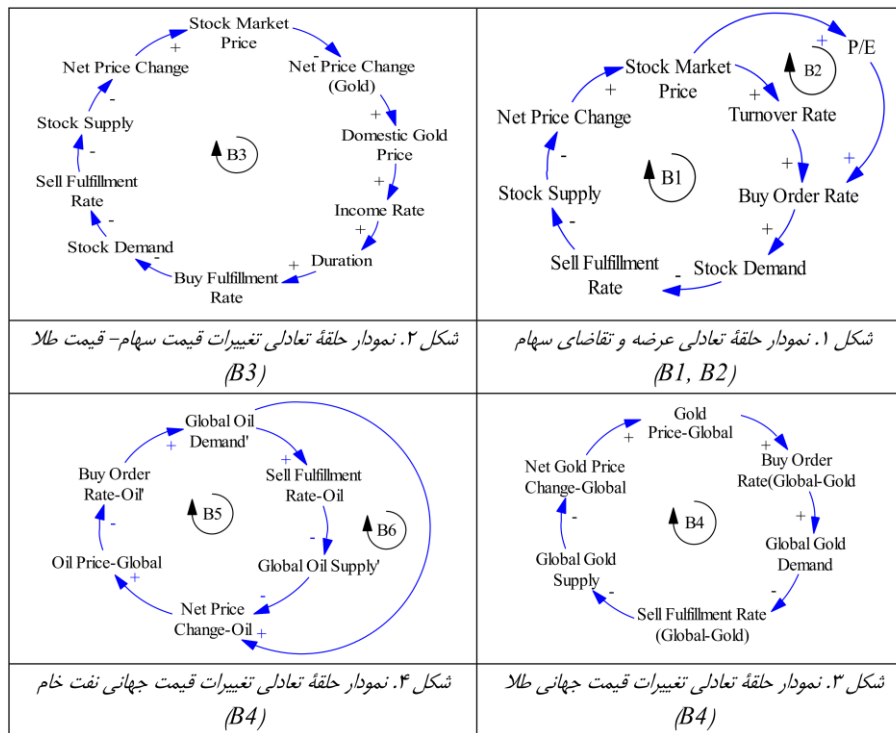 Stock Market
Price
+
-
Net Price Change
Net Price Change
(Gold)
-
+
Stock Supply
Domestic Gold
Price
-
B3
+
Sell Fulfillment
Rate
Income Rate
-
+
Stock Demand
Duration
-
+
Buy Fulfillment
Rate
+
P/E
B2
Stock Market
Price
+
+
Net Price Change
Turnover Rate
-
B1
+
+
Stock Supply
Buy Order Rate
-
+
Sell Fulfillment
Rate
-
Stock Demand
شکل ۲. نمودار حلقۀ تعادلی تغییرات قیمت سهام- قیمت طلا
(B3)
شکل ۱. نمودار حلقۀ تعادلی عرضه و تقاضای سهام
(B1, B2)
Global Oil
Demand'
+
+
Buy Order
Rate-Oil'
Sell Fulfillment
Rate-Oil
B5
B6
-
-
Oil Price-Global
Global Oil Supply'
+
-
Net Price
Change-Oil
+
Gold
Price-Global
+
+
Net Gold Price
Change-Global
Buy Order
Rate(Global-Gold
B4
-
+
Global Gold
Supply
Global Gold
Demand
-
-
Sell Fulfillment Rate
(Global-Gold)
شکل ۴. نمودار حلقۀ تعادلی تغییرات قیمت جهانی نفت خام
(B4)
شکل ۳. نمودار حلقۀ تعادلی تغییرات قیمت جهانی طلا
(B4)